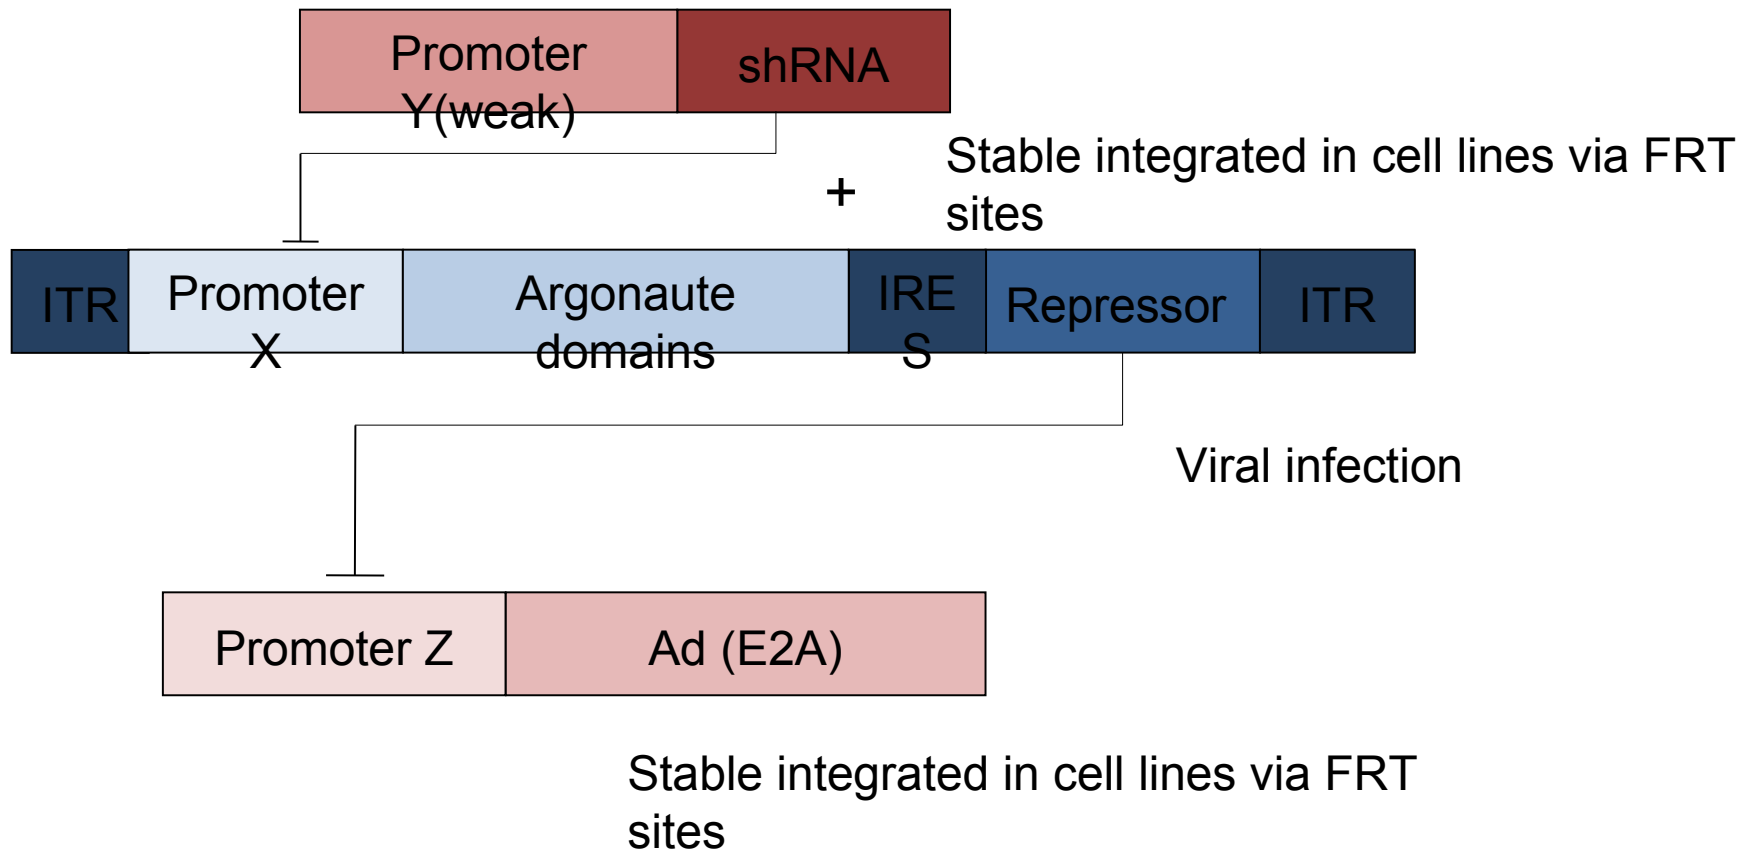 Promoter
Y(weak)
shRNA
Stable integrated in cell lines via FRT
sites
+
ITR
Promoter
X
Argonaute
domains
IRE
S
Repressor
ITR
Viral infection
Promoter Z
Ad (E2A)
Stable integrated in cell lines via FRT
sites